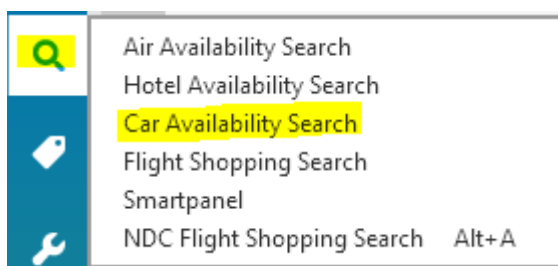 Air Availability Search
Hotel Availability Search
Car Availability Search
Flight Shopping Search
Smartpanel
NDC Flight Shopping Search Alt+A